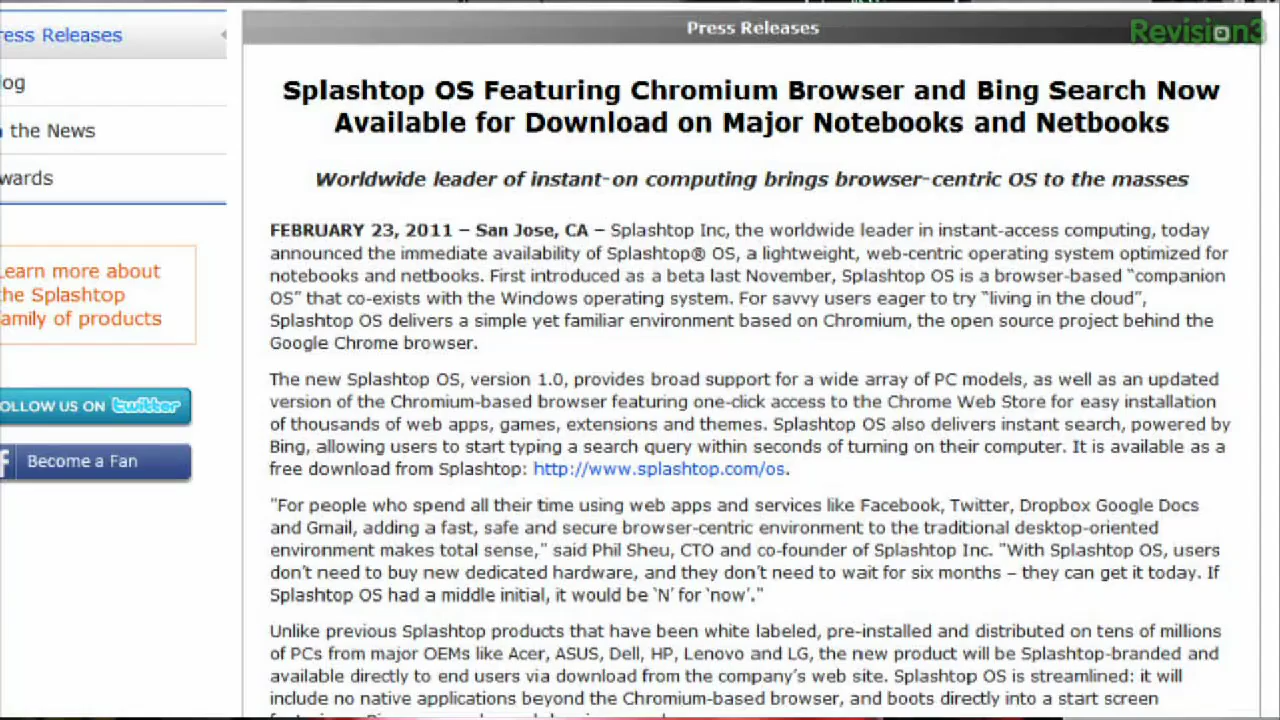 Press Releases
Revision3
ress Releases
og
the News
wards
earn more about
he Splashtop
amily of products
OLLOW US ON twitter
f Become a Fan
Splashtop OS Featuring Chromium Browser and Bing Search Now
Available for Download on Major Notebooks and Netbooks
Worldwide leader of instant-on computing brings browser-centric OS to the masses
FEBRUARY 23, 2011 – San Jose, CA – Splashtop Inc, the worldwide leader in instant-access computing, today
announced the immediate availability of Splashtop® OS, a lightweight, web-centric operating system optimized for
notebooks and netbooks. First introduced as a beta last November, Splashtop OS is a browser-based “companion
OS” that co-exists with the Windows operating system. For savvy users eager to try “living in the cloud”,
Splashtop OS delivers a simple yet familiar environment based on Chromium, the open source project behind the
Google Chrome browser.
The new Splashtop OS, version 1.0, provides broad support for a wide array of PC models, as well as an updated
version of the Chromium-based browser featuring one-click access to the Chrome Web Store for easy installation
of thousands of web apps, games, extensions and themes. Splashtop OS also delivers instant search, powered by
Bing, allowing users to start typing a search query within seconds of turning on their computer. It is available as a
free download from Splashtop: http://www.splashtop.com/os.
"For people who spend all their time using web apps and services like Facebook, Twitter, Dropbox Google Docs
and Gmail, adding a fast, safe and secure browser-centric environment to the traditional desktop-oriented
environment makes total sense," said Phil Sheu, CTO and co-founder of Splashtop Inc. "With Splashtop OS, users
don’t need to buy new dedicated hardware, and they don’t need to wait for six months – they can get it today. If
Splashtop OS had a middle initial, it would be ‘N’ for ‘now’."
Unlike previous Splashtop products that have been white labeled, pre-installed and distributed on tens of millions
of PCs from major OEMs like Acer, ASUS, Dell, HP, Lenovo and LG, the new product will be Splashtop-branded and
available directly to end users via download from the company’s web site. Splashtop OS is streamlined: it will
include no native applications beyond the Chromium-based browser, and boots directly into a start screen